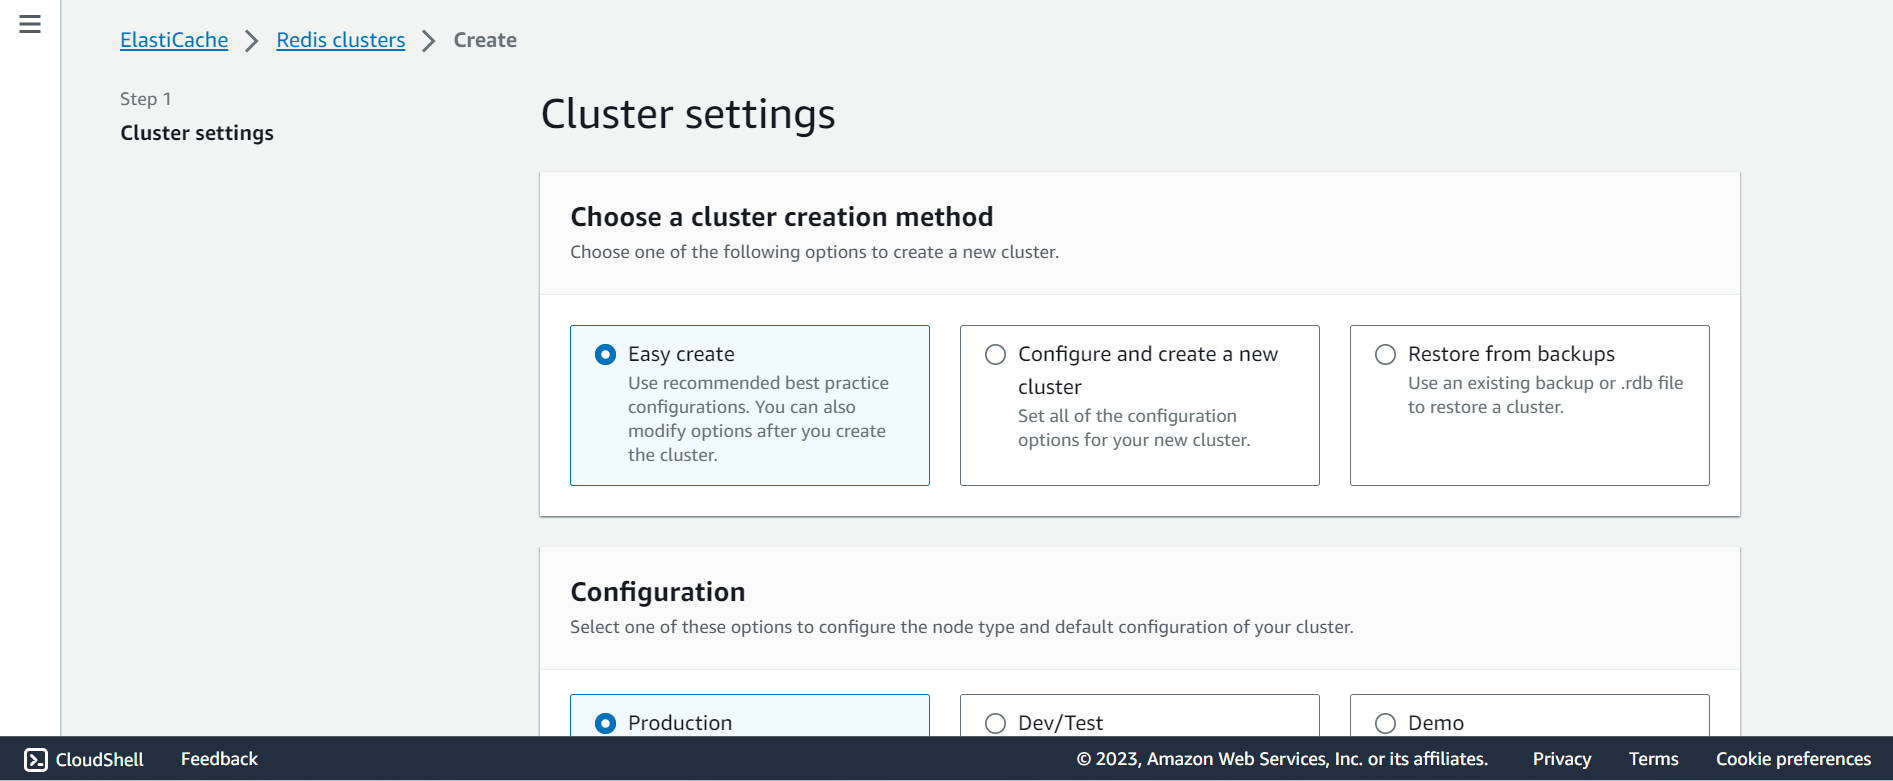 ElastiCache > Redis clusters > Create
Step 1
Cluster settings
Cluster settings
Choose a cluster creation method
Choose one of the following options to create a new cluster.
Easy create
Use recommended best practice
configurations. You can also
modify options after you create
the cluster.
Configure and create a new
cluster
Set all of the configuration
options for your new cluster.
Restore from backups
Use an existing backup or .rdb file
to restore a cluster.
Configuration
Select one of these options to configure the node type and default configuration of your cluster.
Production
Dev/Test
Demo
CloudShell Feedback © 2023, Amazon Web Services, Inc. or its affiliates. Privacy Terms Cookie preferences